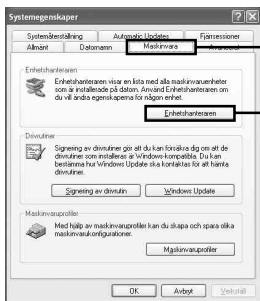 Systemegenskaper
Systemåterställning Automatic Updates Fjärrsessioner
Allmänt Datornamn Maskinvara Avancerat
Enhetshanteraren
Enhetshanteraren visar en lista med alla maskinvaruenheter
som är installerade på datorn. Använd Enhetshanteraren om
du vill ändra egenskaperna för någon enhet.
Enhetshanteraren
Drivrutiner
Signering av drivrutiner gör att du kan försäkra dig om att de
drivrutiner som installeras är Windows-kompatibla. Du kan
bestämma hur Windows Update ska kontaktas för att hämta
drivrutiner.
Signering av drivrutin Windows Update
Maskinvaruprofiler
Med hjälp av maskinvaruprofiler kan du skapa och spara olika
maskinvarukonfigurationer.
Maskinvaruprofiler
OK Avbryt Verkställ